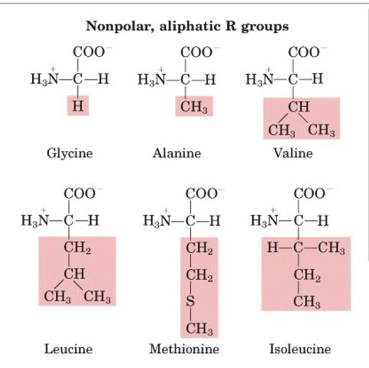 Nonpolar, aliphatic R groups
COO⁻ COO⁻ COO⁻
H₃N⁺–C–H H₃N⁺–C–H H₃N⁺–C–H
H CH₃ CH
CH₃ CH₃
Glycine Alanine Valine
COO⁻ COO⁻ COO⁻
H₃N⁺–C–H H₃N⁺–C–H H₃N⁺–C–H
CH₂ CH₂ H–C–CH₃
CH CH₂ CH₂
CH₃ CH₃ S CH₃
CH₃
Leucine Methionine Isoleucine